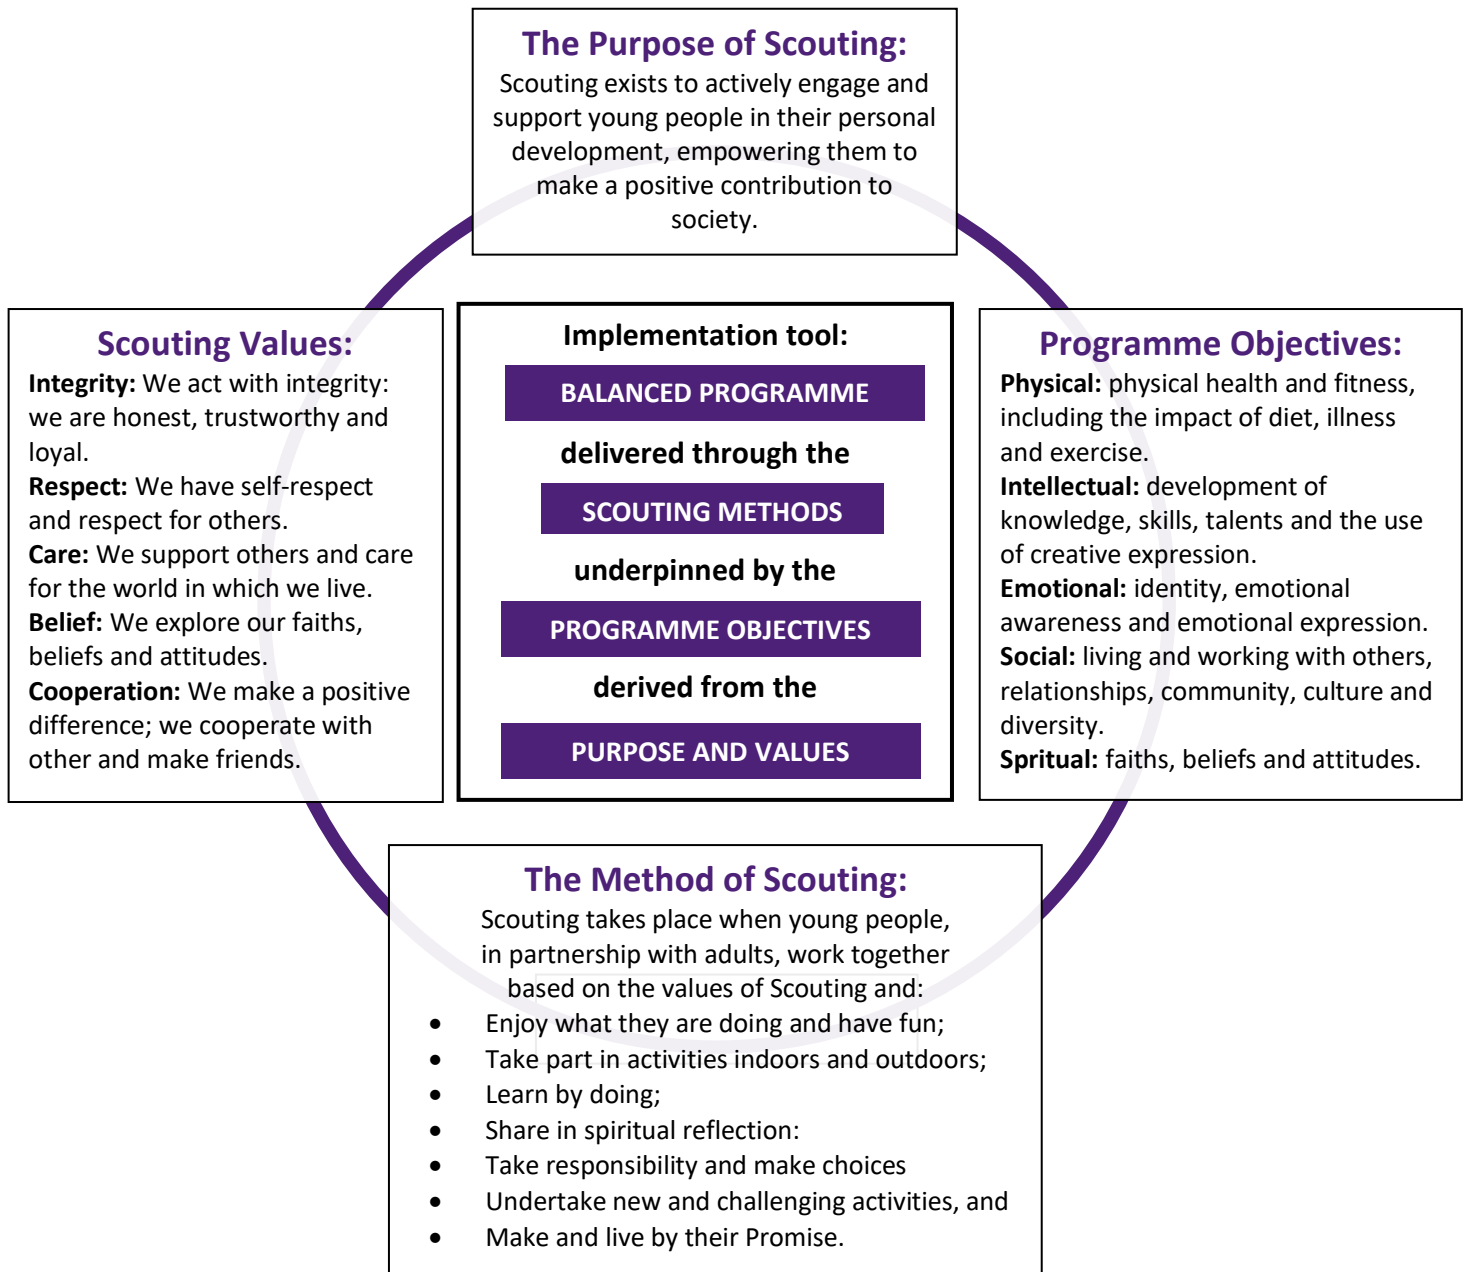 The Purpose of Scouting:
Scouting exists to actively engage and
support young people in their personal
development, empowering them to
make a positive contribution to
society.
Scouting Values:
Integrity: We act with integrity:
we are honest, trustworthy and
loyal.
Respect: We have self-respect
and respect for others.
Care: We support others and care
for the world in which we live.
Belief: We explore our faiths,
beliefs and attitudes.
Cooperation: We make a positive
difference; we cooperate with
other and make friends.
Implementation tool:
BALANCED PROGRAMME
delivered through the
SCOUTING METHODS
underpinned by the
PROGRAMME OBJECTIVES
derived from the
PURPOSE AND VALUES
Programme Objectives:
Physical: physical health and fitness,
including the impact of diet, illness
and exercise.
Intellectual: development of
knowledge, skills, talents and the use
of creative expression.
Emotional: identity, emotional
awareness and emotional expression.
Social: living and working with others,
relationships, community, culture and
diversity.
Spritual: faiths, beliefs and attitudes.
The Method of Scouting:
Scouting takes place when young people,
in partnership with adults, work together
based on the values of Scouting and:
• Enjoy what they are doing and have fun;
• Take part in activities indoors and outdoors;
• Learn by doing;
• Share in spiritual reflection:
• Take responsibility and make choices
• Undertake new and challenging activities, and
• Make and live by their Promise.